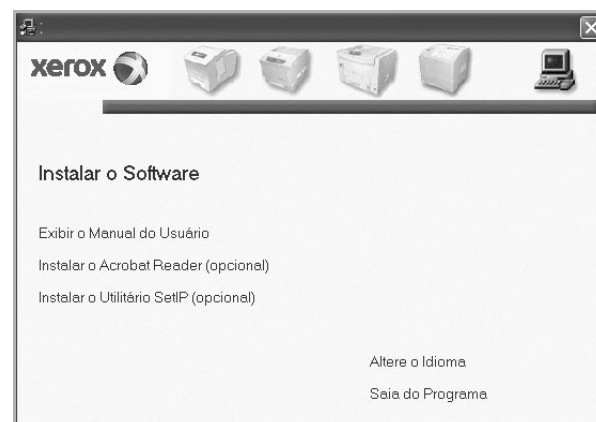 xerox
Instalar o Software
Exibir o Manual do Usuário
Instalar o Acrobat Reader (opcional)
Instalar o Utilitário SetIP (opcional)
Altere o Idioma
Saia do Programa